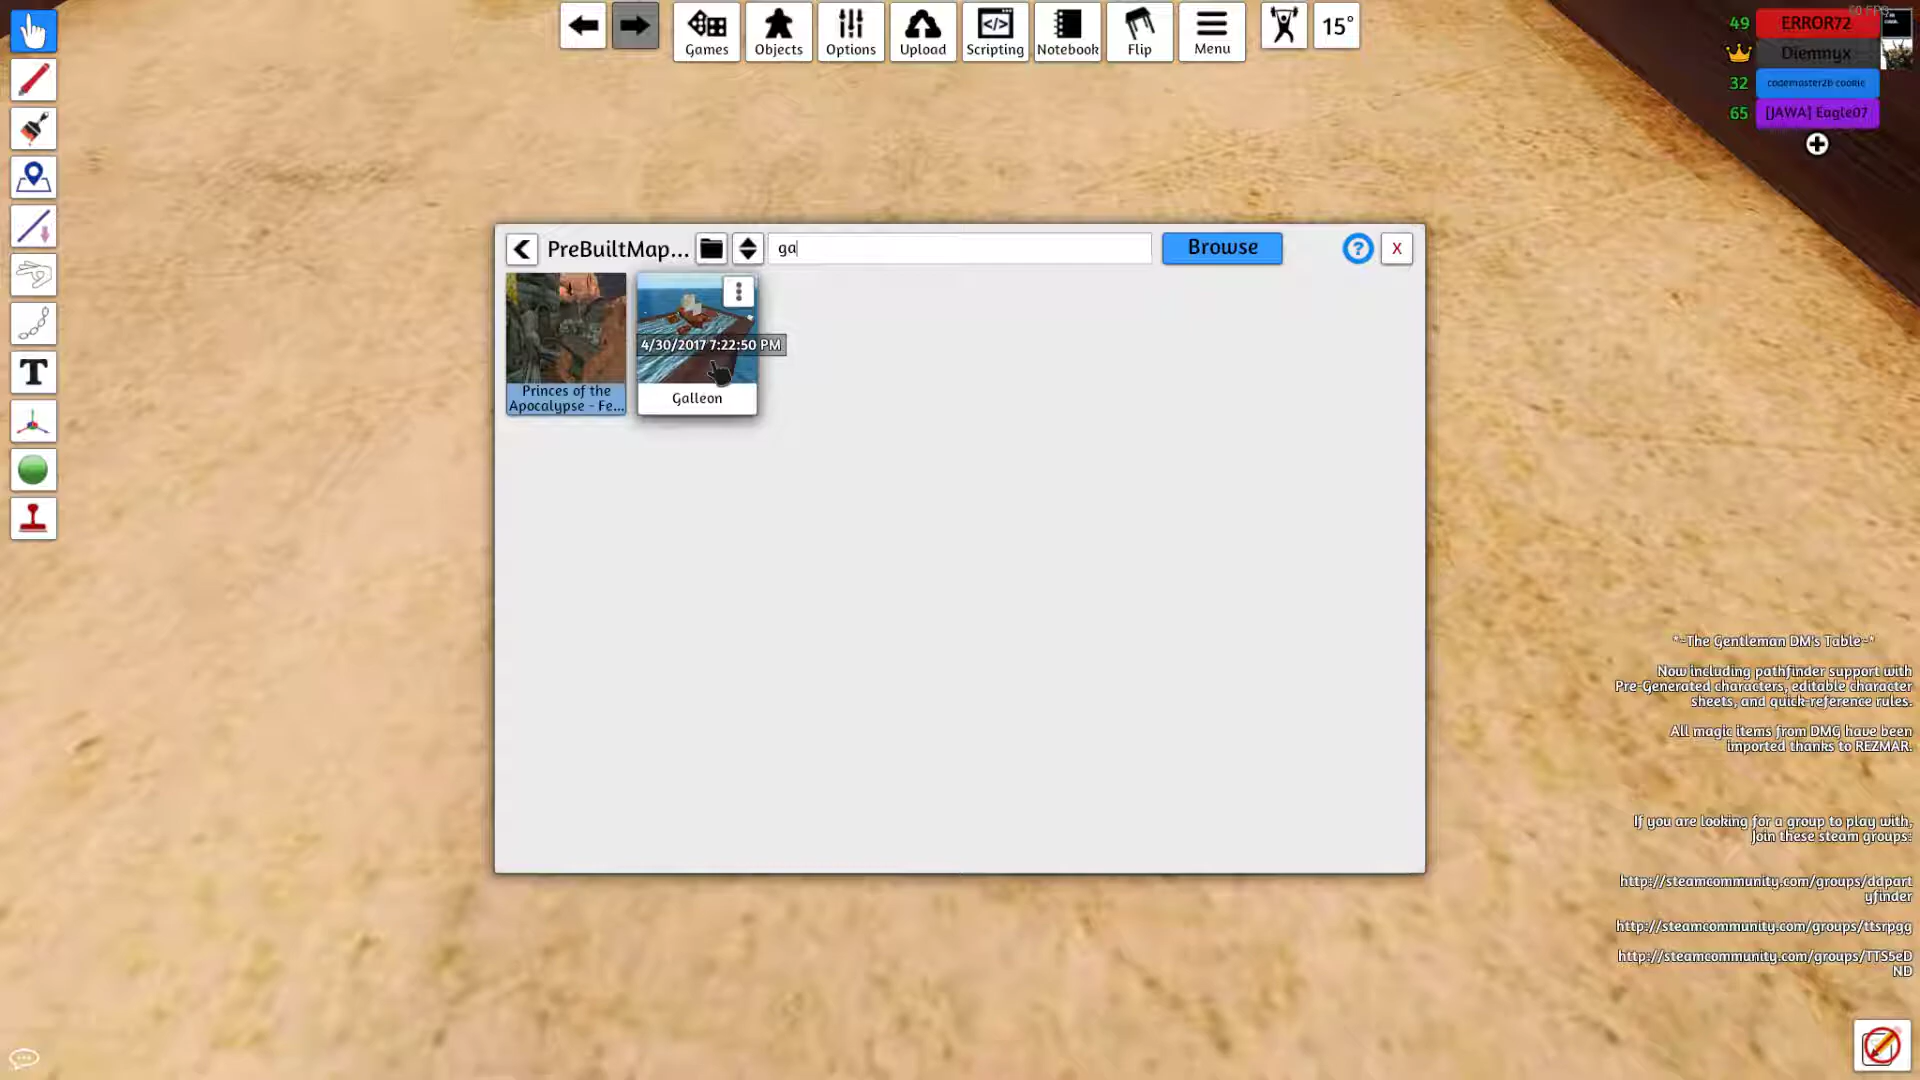 Games
Objects
Options
Upload
Scripting
Notebook
Flip
Menu
15°
60 FPS
49 ERROR72
Diemnyx
32 codemaster26 cookie
65 [JAWA] Eagle07
PreBuiltMap...
ga
Browse
?
X
4/30/2017 7:22:50 PM
Princes of the
Apocalypse - Fe...
Galleon
T
*~The Gentleman DM's Table~*
Now including pathfinder support with
Pre-Generated characters, editable character
sheets, and quick-reference rules.
All magic items from DMG have been
imported thanks to REZMAR.
If you are looking for a group to play with,
Join these steam groups:
http://steamcommunity.com/groups/ddpart
yfinder
http://steamcommunity.com/groups/ttsrpgg
http://steamcommunity.com/groups/TTS5eD
ND